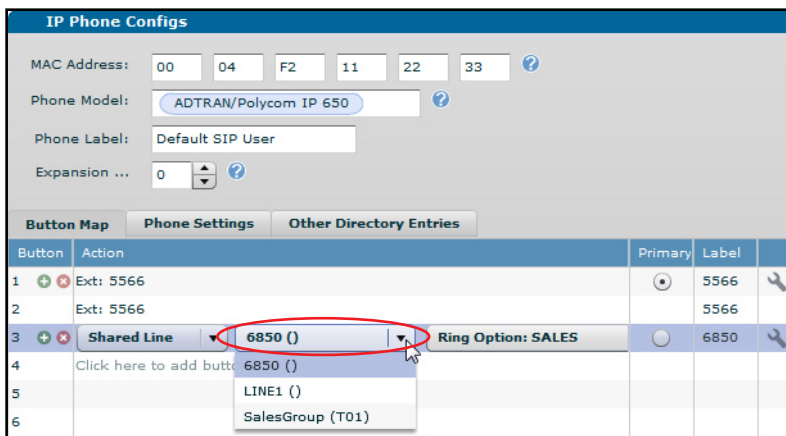 IP Phone Configs
MAC Address: 00 04 F2 11 22 33 ?
Phone Model: ADTRAN/Polycom IP 650 ?
Phone Label: Default SIP User
Expansion ... 0 ?
Button Map Phone Settings Other Directory Entries
Button Action Primary Label
1 Ext: 5566 5566
2 Ext: 5566 5566
3 Shared Line 6850 () Ring Option: SALES 6850
4 Click here to add butt 6850 ()
5 LINE1 ()
6 SalesGroup (T01)